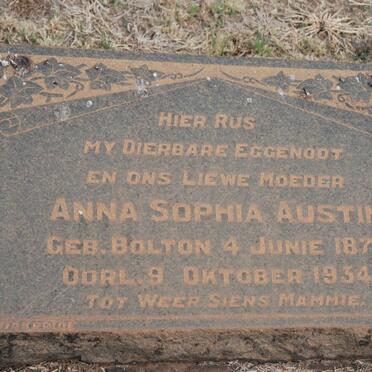 HIER RUS
MY DIERBARE EGGENOOT
EN ONS LIEWE MOEDER
ANNA SOPHIA AUSTIN
GEB. BOLTON 4 JUNIE 187
OORL. 9 OKTOBER 1934
TOT WEER SIENS MAMMIE.